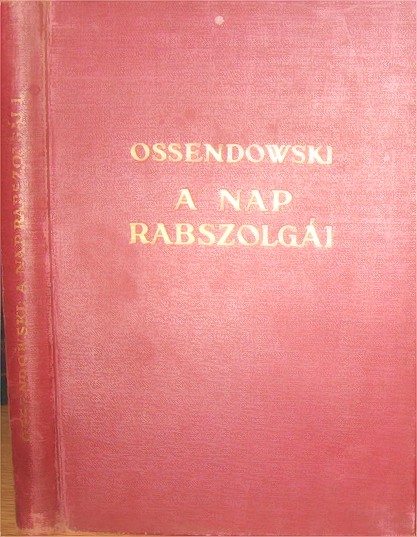 OSSENDOWSKI
A NAP
RABSZOLGÁI
OSSENDOWSKI, A NAP RABSZOLGÁI I.